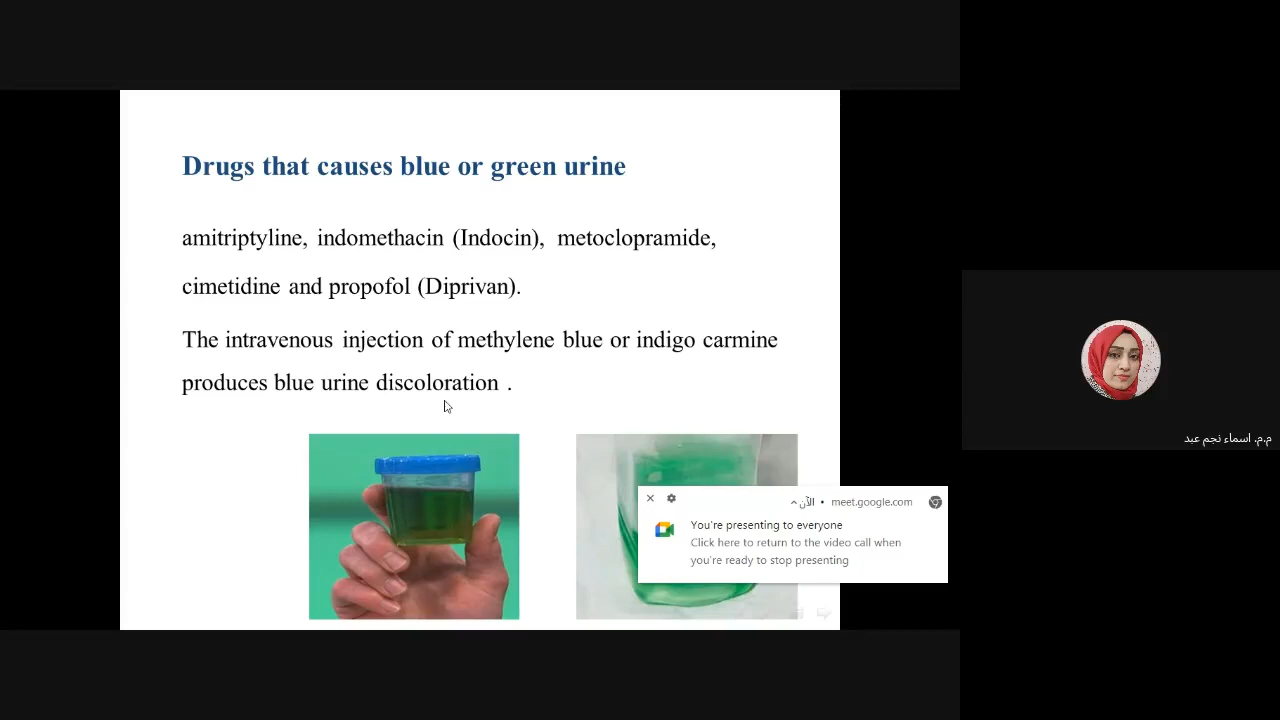 Drugs that causes blue or green urine
amitriptyline, indomethacin (Indocin), metoclopramide,
cimetidine and propofol (Diprivan).
The intravenous injection of methylene blue or indigo carmine
produces blue urine discoloration .
meet.google.com • الآن
You're presenting to everyone
Click here to return to the video call when
you're ready to stop presenting
م.م. اسماء نجم عبد